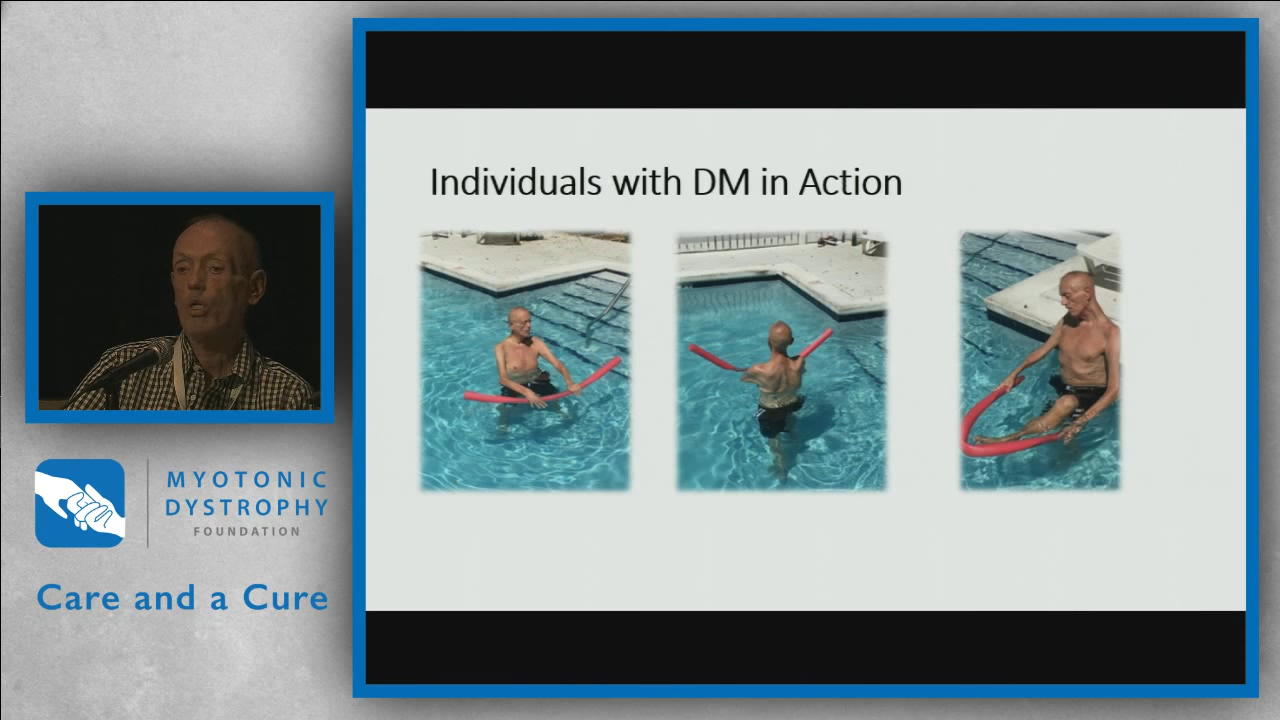 Individuals with DM in Action
MYOTONIC
DYSTROPHY
FOUNDATION
Care and a Cure